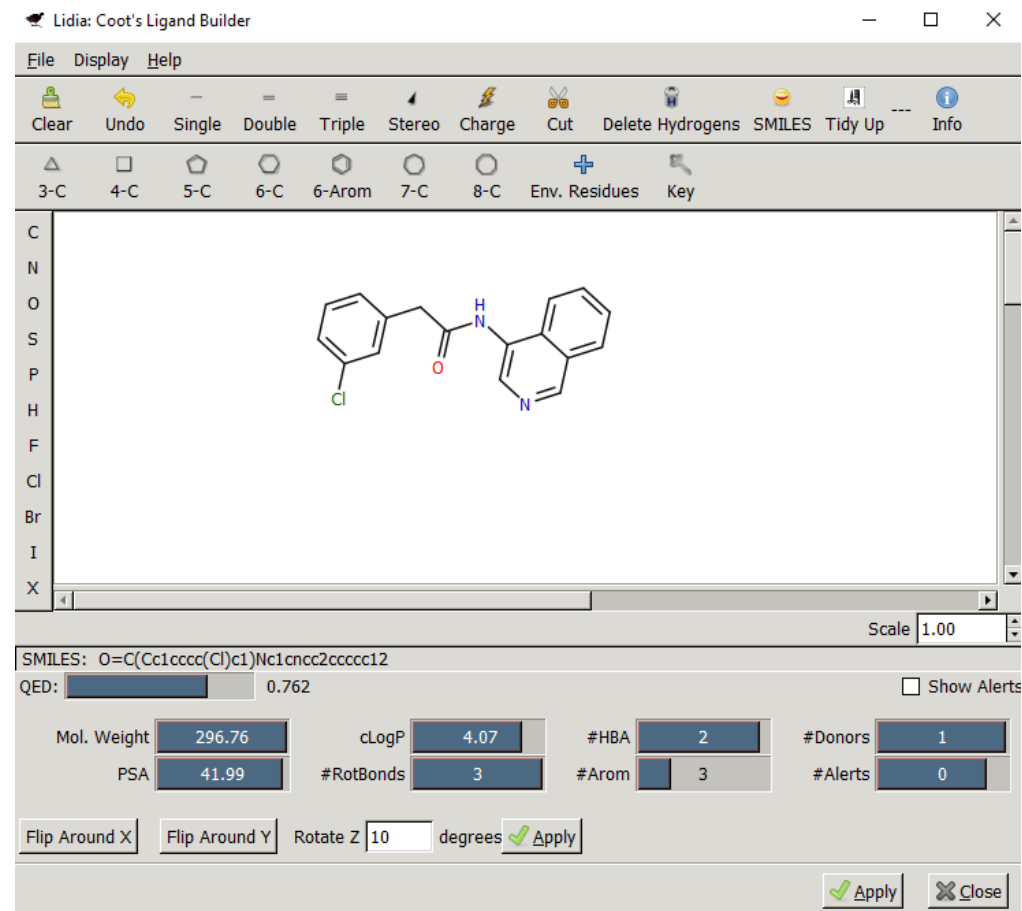 Lidia: Coot's Ligand Builder
File Display Help
Clear Undo Single Double Triple Stereo Charge Cut Delete Hydrogens SMILES Tidy Up --- Info
3-C 4-C 5-C 6-C 6-Arom 7-C 8-C Env. Residues Key
C
N
O
S
P
H
F
Cl
Br
I
X
H
N
O
Cl
N
Scale 1.00
SMILES: O=C(Cc1cccc(Cl)c1)Nc1cncc2ccccc12
QED: 0.762 Show Alerts
Mol. Weight 296.76 cLogP 4.07 #HBA 2 #Donors 1
PSA 41.99 #RotBonds 3 #Arom 3 #Alerts 0
Flip Around X Flip Around Y Rotate Z 10 degrees Apply
Apply Close